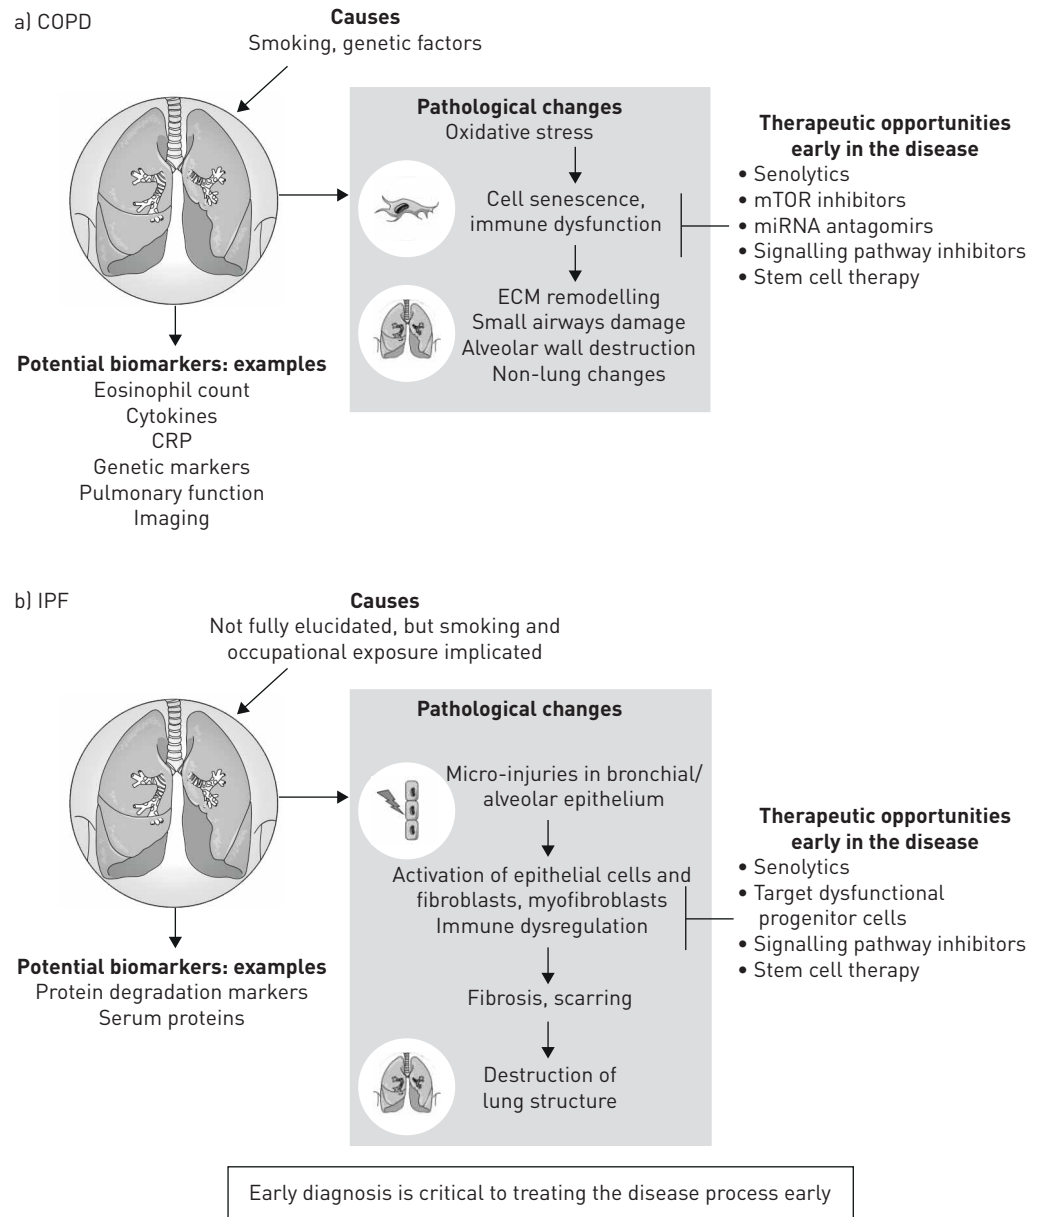 a) COPD
Causes
Smoking, genetic factors
Pathological changes
Oxidative stress
Cell senescence,
immune dysfunction
ECM remodelling
Small airways damage
Alveolar wall destruction
Non-lung changes
Therapeutic opportunities
early in the disease
• Senolytics
• mTOR inhibitors
• miRNA antagomirs
• Signalling pathway inhibitors
• Stem cell therapy
Potential biomarkers: examples
Eosinophil count
Cytokines
CRP
Genetic markers
Pulmonary function
Imaging
b) IPF
Causes
Not fully elucidated, but smoking and
occupational exposure implicated
Pathological changes
Micro-injuries in bronchial/
alveolar epithelium
Activation of epithelial cells and
fibroblasts, myofibroblasts
Immune dysregulation
Fibrosis, scarring
Destruction of
lung structure
Therapeutic opportunities
early in the disease
• Senolytics
• Target dysfunctional
progenitor cells
• Signalling pathway inhibitors
• Stem cell therapy
Potential biomarkers: examples
Protein degradation markers
Serum proteins
Early diagnosis is critical to treating the disease process early